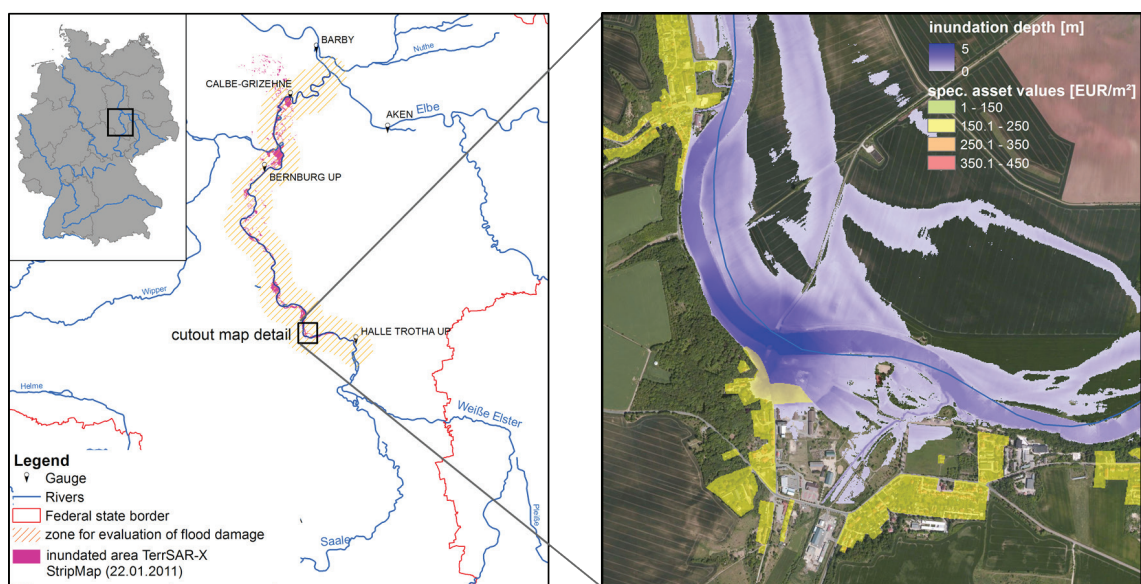 BARBY
Nuthe
CALBE-GRIZEHNE
AKEN
Elbe
BERNBURG UP
Wipper
cutout map detail
HALLE TROTHA UP
Helme
Weiße Elster
Pleiße
Saale
Legend
Gauge
Rivers
Federal state border
zone for evaluation of flood damage
inundated area TerrSAR-X
StripMap (22.01.2011)
inundation depth [m]
5
0
spec. asset values [EUR/m²]
1 - 150
150.1 - 250
250.1 - 350
350.1 - 450